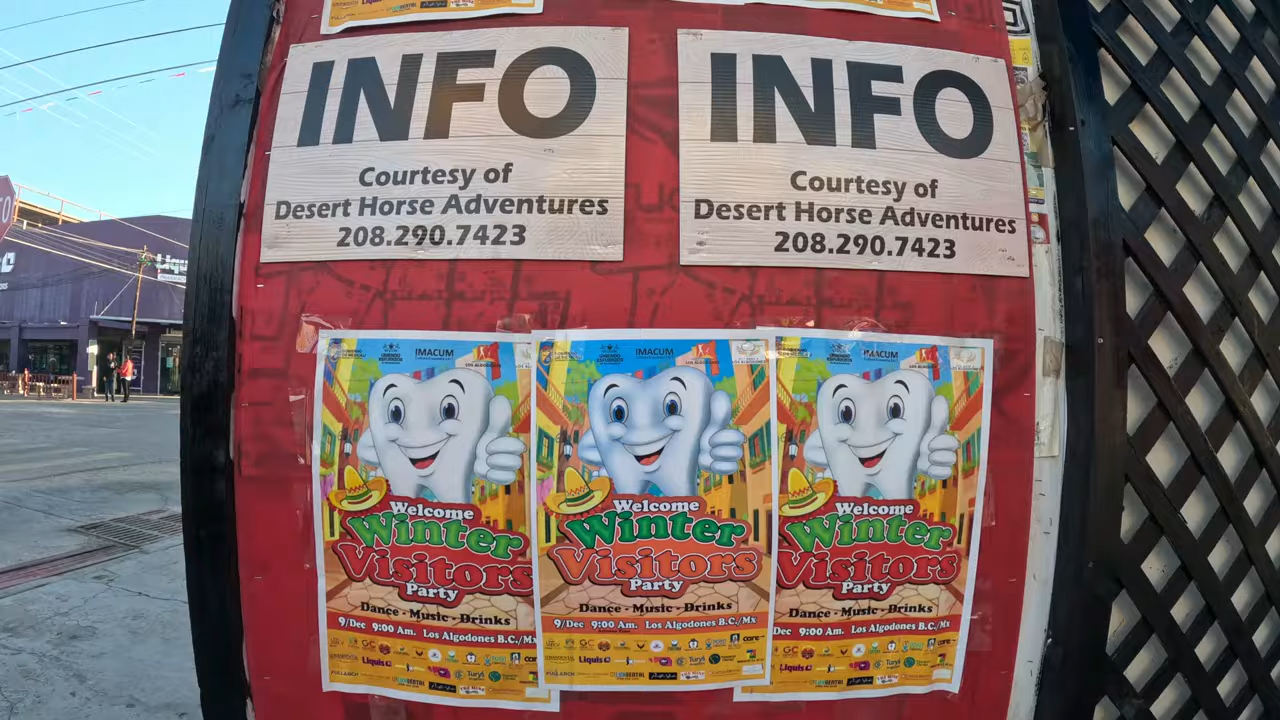 INFO
Courtesy of
Desert Horse Adventures
208.290.7423
INFO
Courtesy of
Desert Horse Adventures
208.290.7423
IMACUM
Welcome
Winter
Visitors
Party
Dance - Music - Drinks
9/Dec 9:00 Am. Los Algodones B.C./Mx
Liquis
FULLARCH
IMACUM
Welcome
Winter
Visitors
Party
Dance - Music - Drinks
9/Dec 9:00 Am. Los Algodones B.C./Mx
Liquis
FULLARCH
IMACUM
Welcome
Winter
Visitors
Party
Dance - Music - Drinks
Dec 9:00 Am. Los Algodones B.C./Mx
Liquis